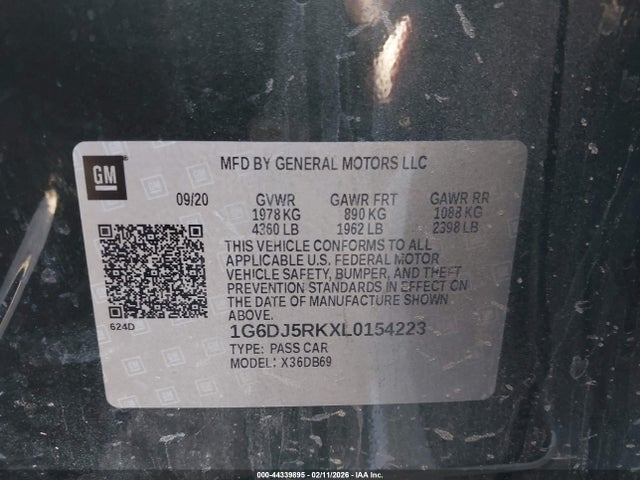 GM
MFD BY GENERAL MOTORS LLC
09/20 GVWR GAWR FRT GAWR RR
1978 KG 890 KG 1088 KG
4360 LB 1962 LB 2398 LB
THIS VEHICLE CONFORMS TO ALL
APPLICABLE U.S. FEDERAL MOTOR
VEHICLE SAFETY, BUMPER, AND THEFT
PREVENTION STANDARDS IN EFFECT ON
THE DATE OF MANUFACTURE SHOWN
ABOVE.
624D
1G6DJ5RKXL0154223
TYPE: PASS CAR
MODEL: X36DB69
000-44339895 - 02/11/2026 - IAA Inc.